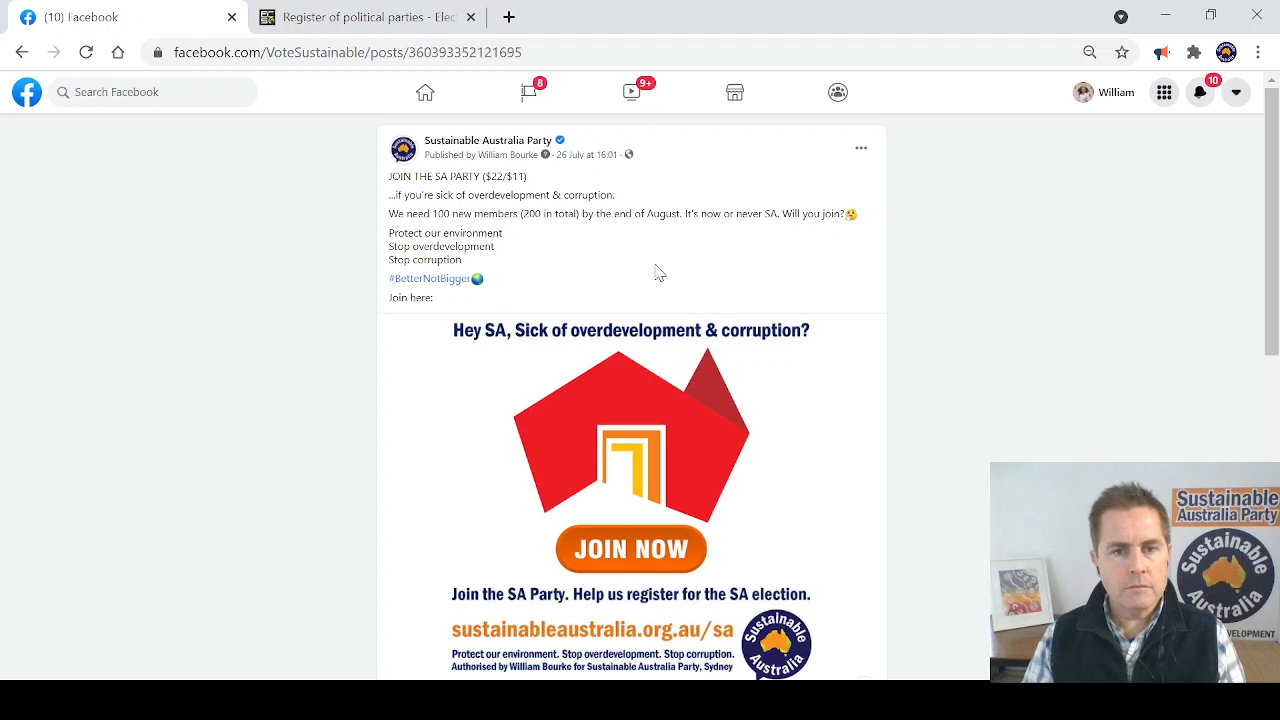 (10) Facebook
Register of political parties - Elec
facebook.com/VoteSustainable/posts/360393352121695
Search Facebook
8
9+
William
10
Sustainable Australia Party
Published by William Bourke · 26 July at 16:01 ·
JOIN THE SA PARTY ($22/$11)
...if you're sick of overdevelopment & corruption.
We need 100 new members (200 in total) by the end of August. It's now or never SA. Will you join?🤔
Protect our environment
Stop overdevelopment
Stop corruption
#BetterNotBigger🌏
Join here:
Hey SA, Sick of overdevelopment & corruption?
JOIN NOW
Join the SA Party. Help us register for the SA election.
sustainableaustralia.org.au/sa
Protect our environment. Stop overdevelopment. Stop corruption.
Authorised by William Bourke for Sustainable Australia Party, Sydney
Sustainable
Australia
Sustainable
Australia Party
Sustainable
Australia
VELOPMENT